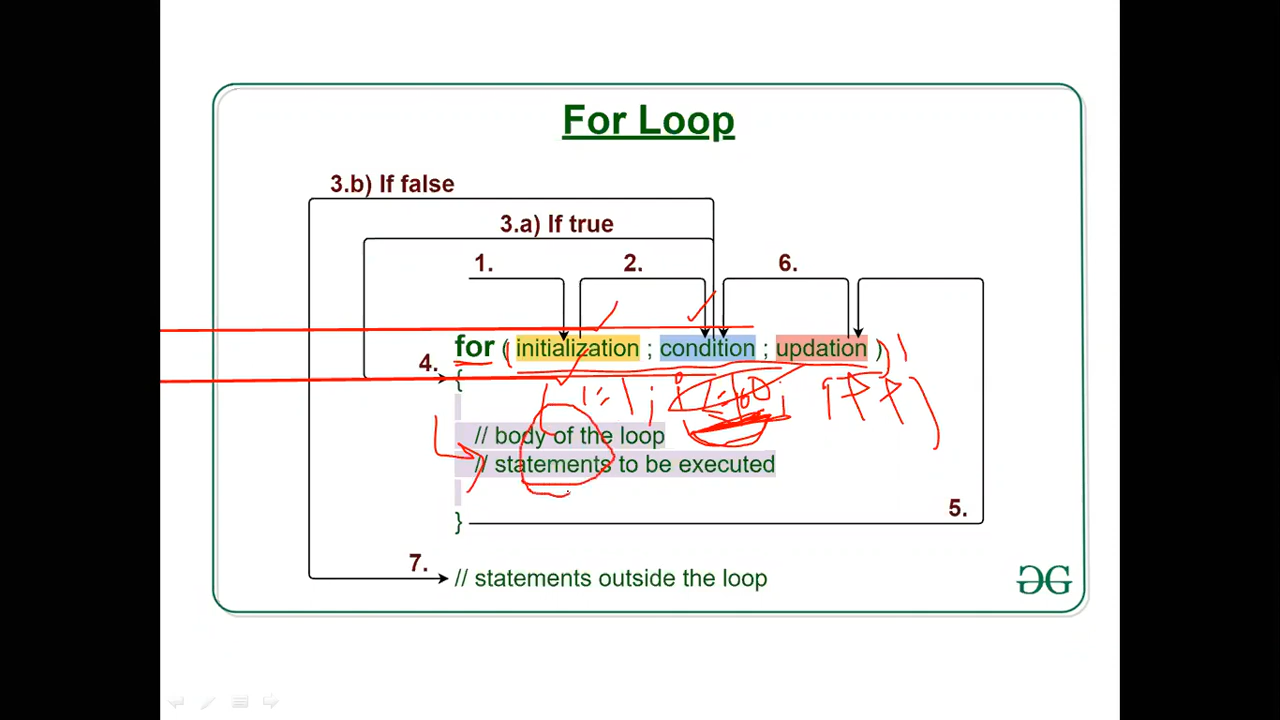 For Loop
3.b) If false
3.a) If true
1. 2. 6.
for ( initialization ; condition ; updation )
4.
{
i=1;
// body of the loop
// statements to be executed
5.
}
7.
// statements outside the loop